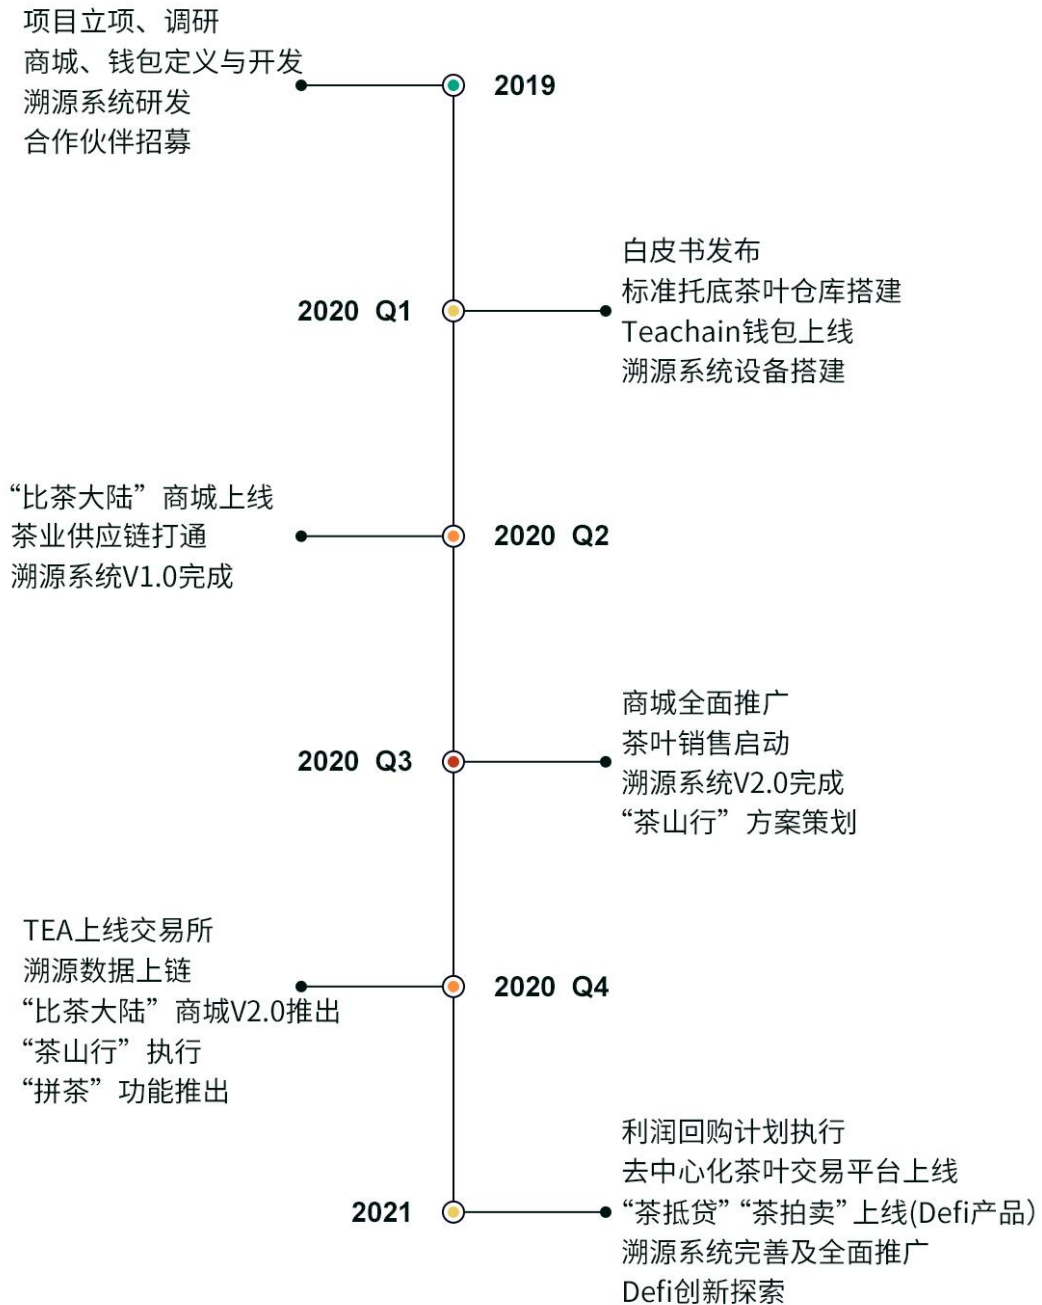 项目立项、调研
商城、钱包定义与开发
溯源系统研发
合作伙伴招募
2019
2020 Q1
白皮书发布
标准托底茶叶仓库搭建
Teachain钱包上线
溯源系统设备搭建
“比茶大陆”商城上线
茶业供应链打通
溯源系统V1.0完成
2020 Q2
2020 Q3
商城全面推广
茶叶销售启动
溯源系统V2.0完成
“茶山行”方案策划
TEA上线交易所
溯源数据上链
“比茶大陆”商城V2.0推出
“茶山行”执行
“拼茶”功能推出
2020 Q4
2021
利润回购计划执行
去中心化茶叶交易平台上线
“茶抵贷”“茶拍卖”上线(Defi产品）
溯源系统完善及全面推广
Defi创新探索